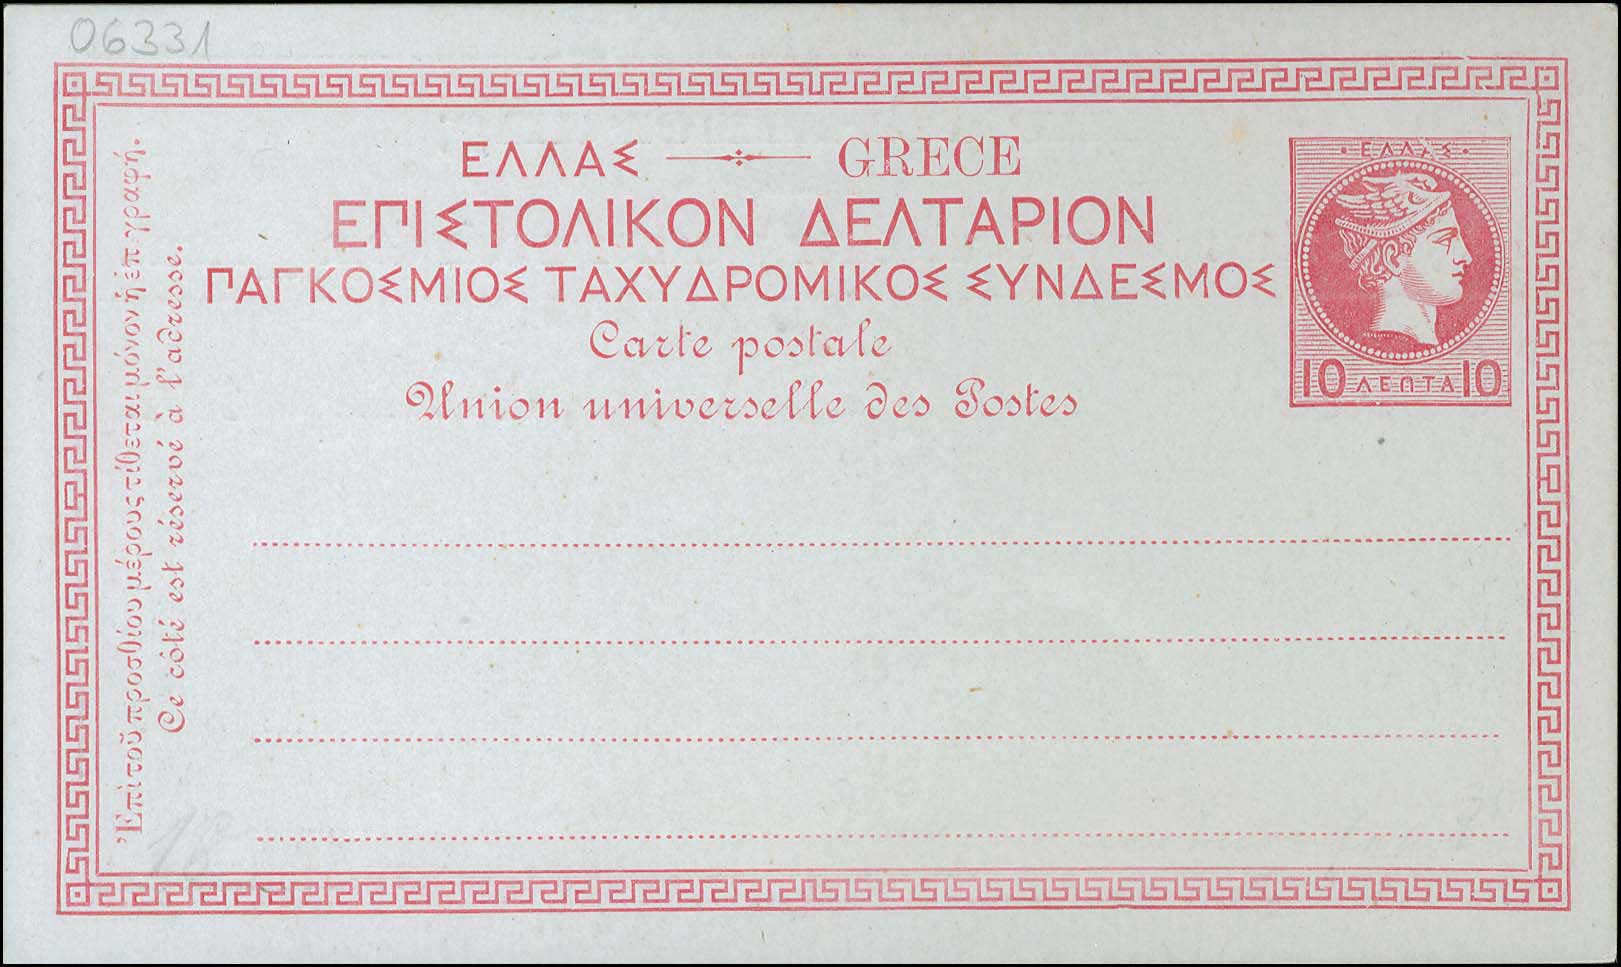 06331
ΕΛΛΑΣ GRECE
ΕΠΙΣΤΟΛΙΚΟΝ ΔΕΛΤΑΡΙΟΝ
ΠΑΓΚΟΣΜΙΟΣ ΤΑΧΥΔΡΟΜΙΚΟΣ ΣΥΝΔΕΣΜΟΣ
Carte postale
Union universelle des Postes
Ἐπὶ τοῦ προσθίου μέρους τίθεται μόνον ἡ ἐπιγραφή.
Ce côté est réservé à l'adresse.
· ΕΛΛΑΣ ·
10 ΛΕΠΤΑ 10